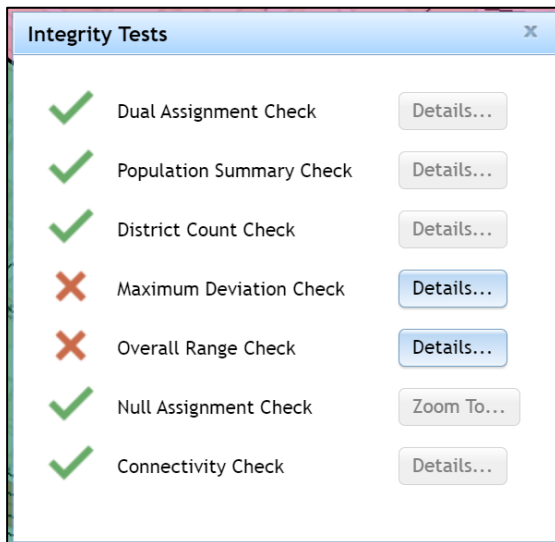 Integrity Tests x
Dual Assignment Check Details...
Population Summary Check Details...
District Count Check Details...
Maximum Deviation Check Details...
Overall Range Check Details...
Null Assignment Check Zoom To...
Connectivity Check Details...